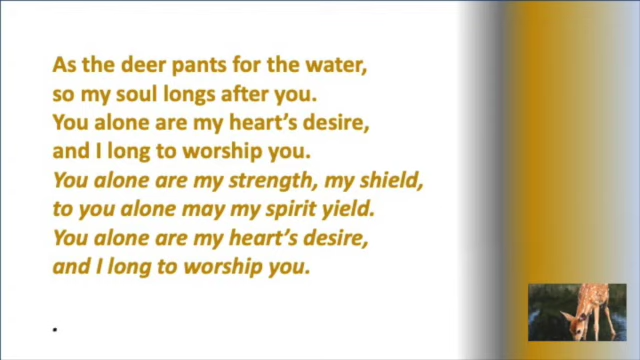 As the deer pants for the water,
so my soul longs after you.
You alone are my heart’s desire,
and I long to worship you.
You alone are my strength, my shield,
to you alone may my spirit yield.
You alone are my heart’s desire,
and I long to worship you.
.